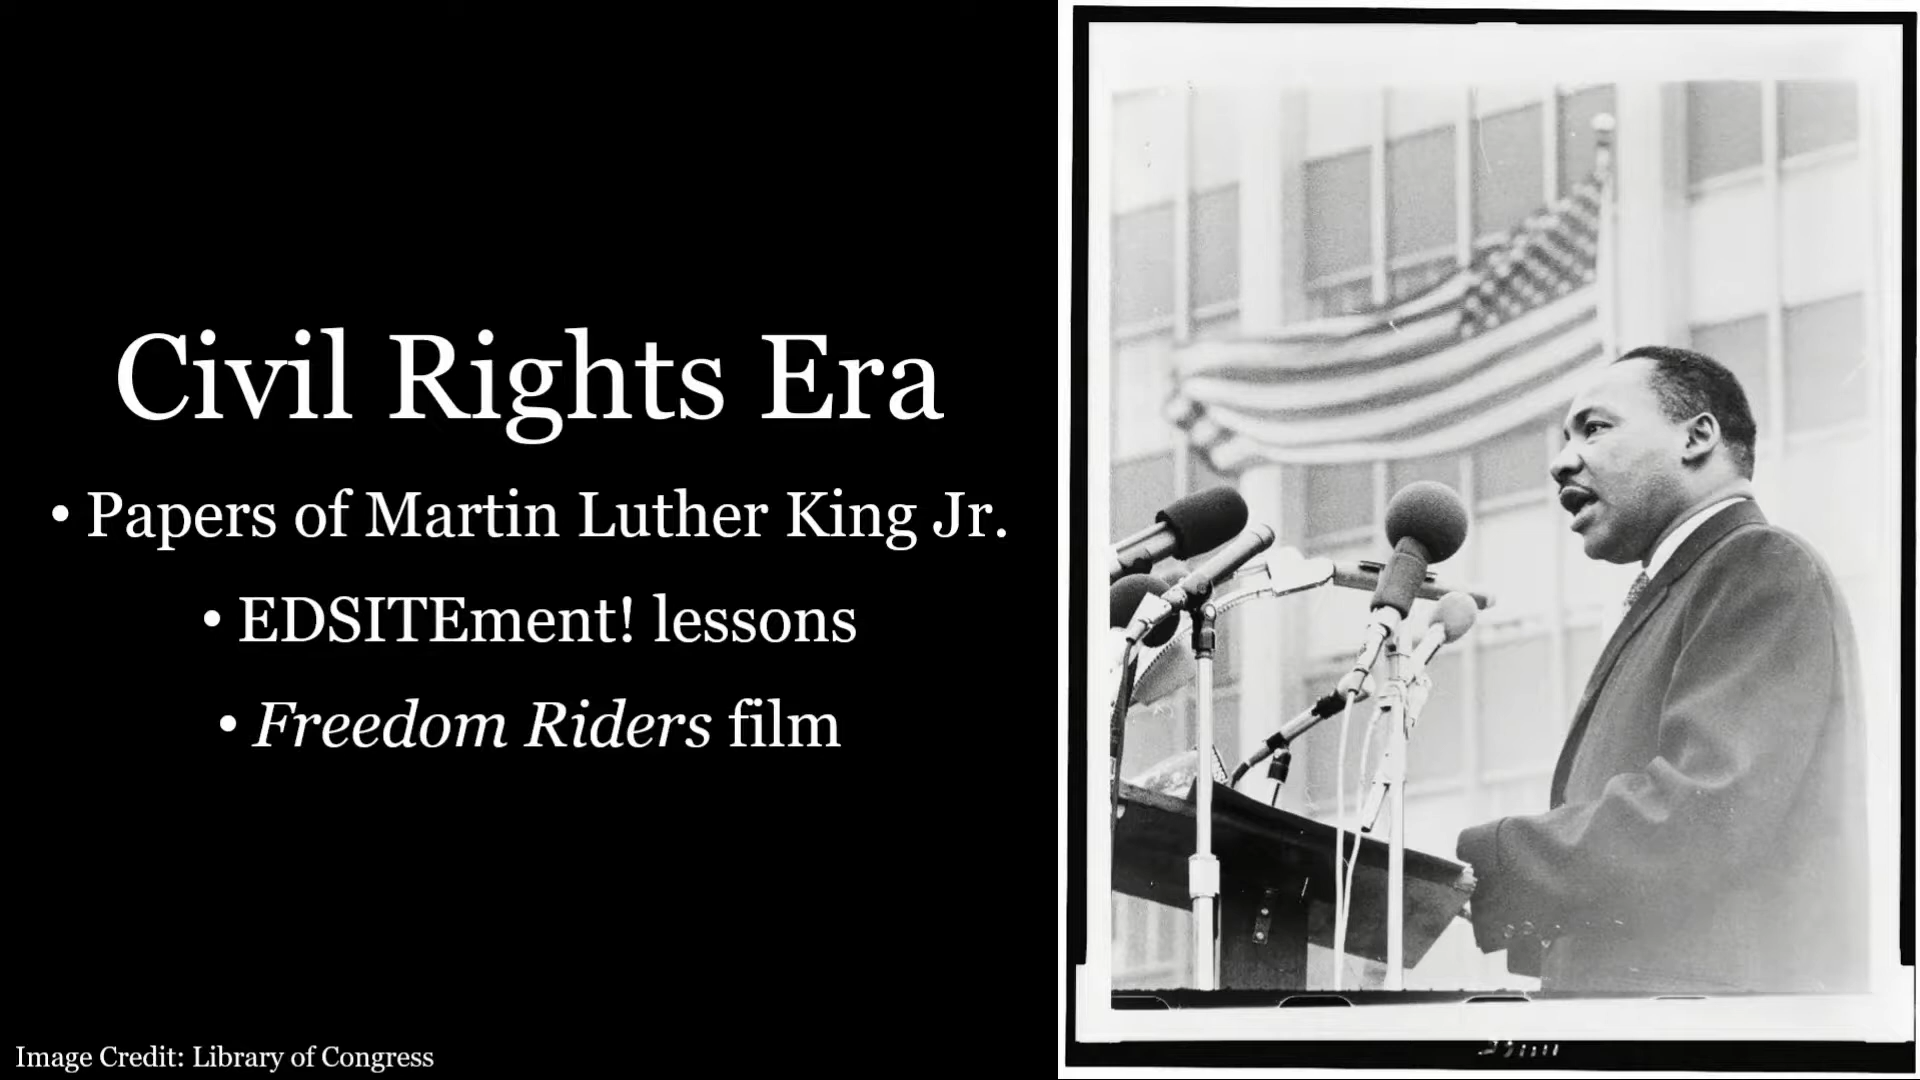 Civil Rights Era
• Papers of Martin Luther King Jr.
• EDSITEment! lessons
• Freedom Riders film
Image Credit: Library of Congress